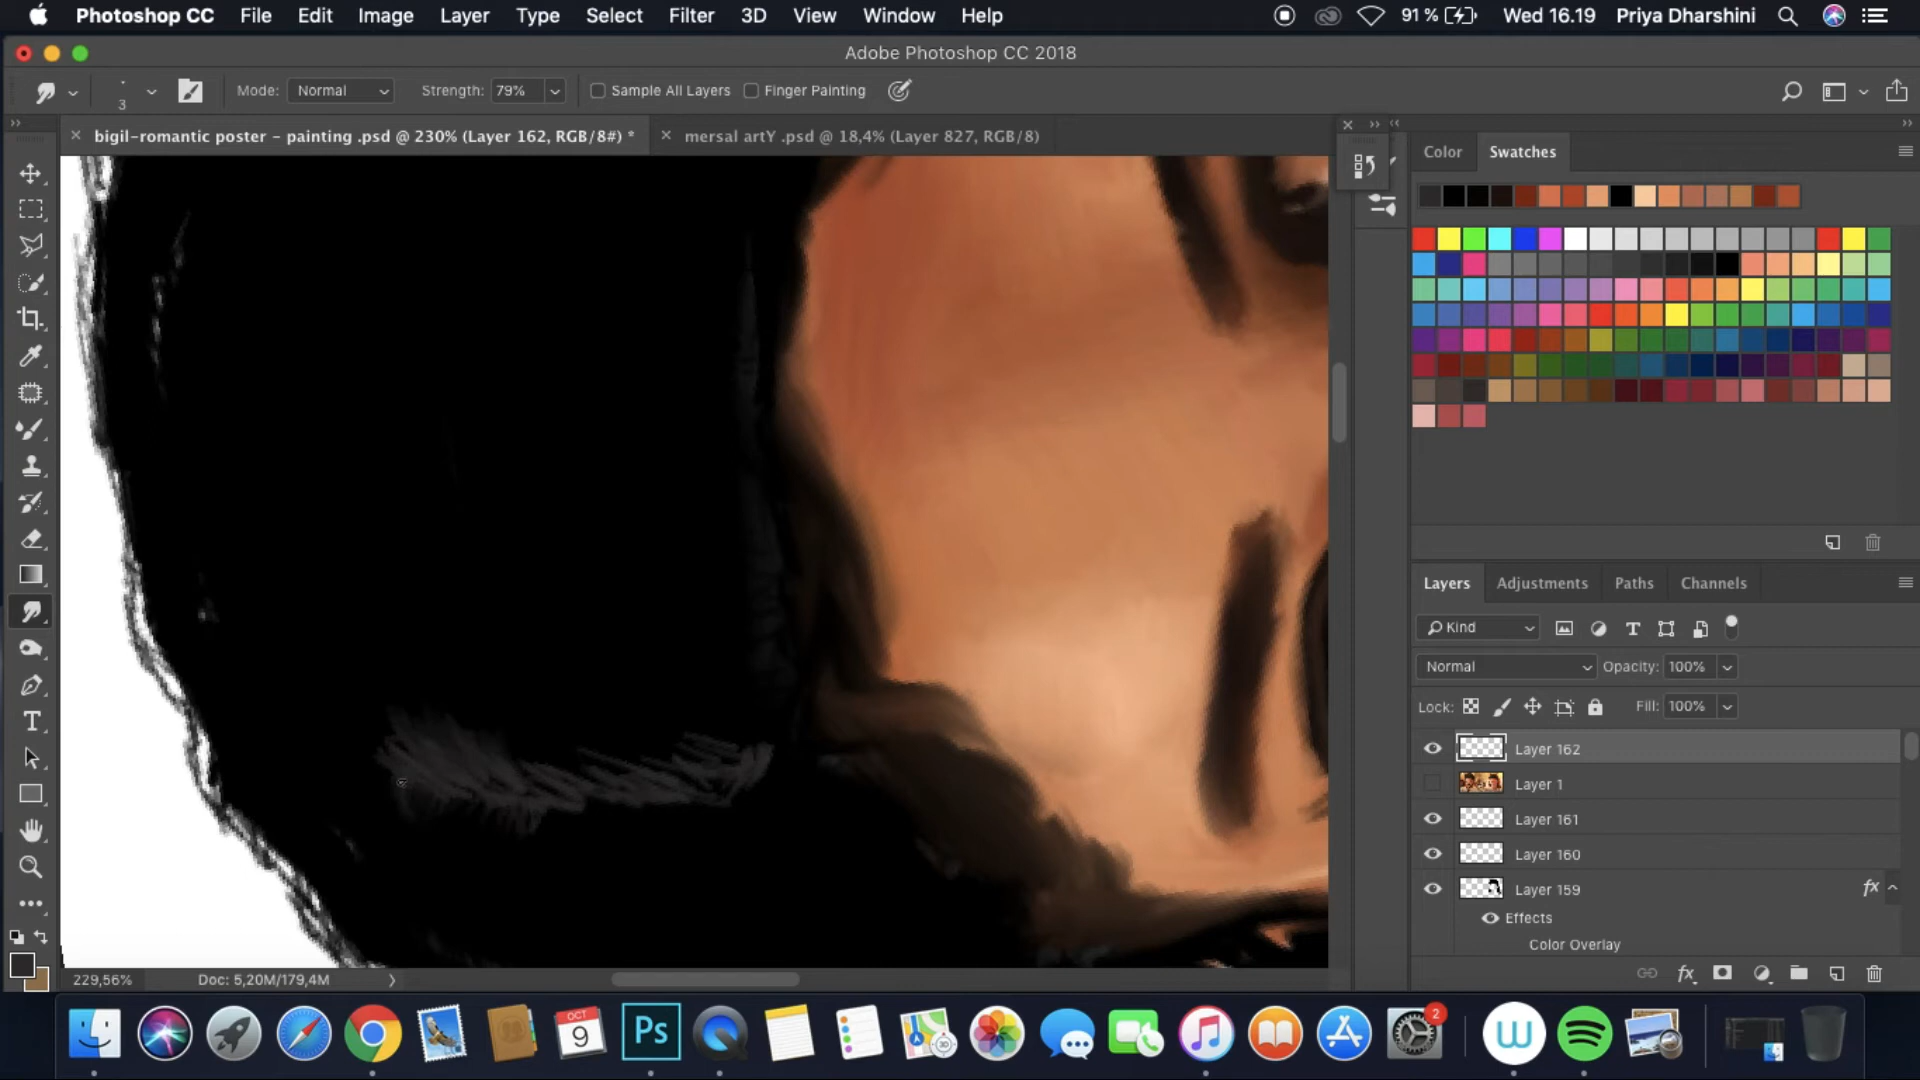 Photoshop CC File Edit Image Layer Type Select Filter 3D View Window Help 91 % Wed 16.19 Priya Dharshini
Adobe Photoshop CC 2018
3 Mode: Normal Strength: 79% Sample All Layers Finger Painting
bigil-romantic poster - painting .psd @ 230% (Layer 162, RGB/8#) * mersal artY .psd @ 18,4% (Layer 827, RGB/8)
Color Swatches
Layers Adjustments Paths Channels
Kind
Normal Opacity: 100%
Lock: Fill: 100%
Layer 162
Layer 1
Layer 161
Layer 160
Layer 159 fx
Effects
Color Overlay
229,56% Doc: 5,20M/179,4M
fx
OCT
9
Ps
3D
2
W